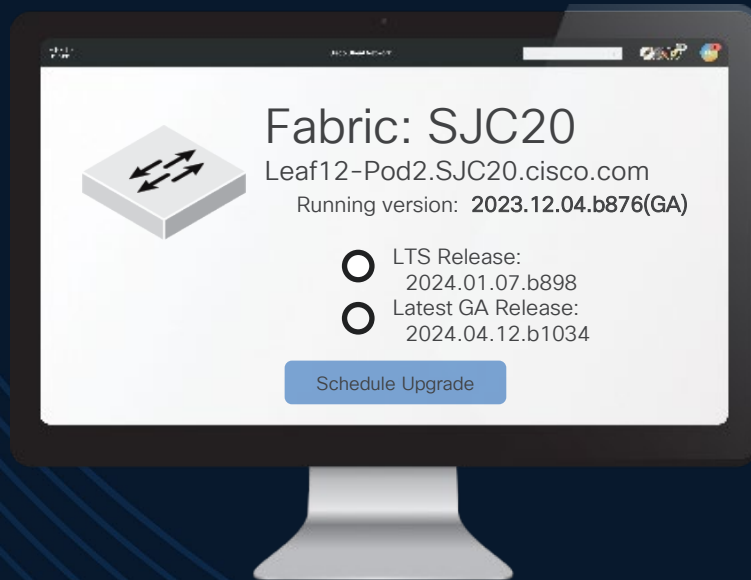 Fabric: SJC20
Leaf12-Pod2.SJC20.cisco.com
Running version: 2023.12.04.b876(GA)
LTS Release:
2024.01.07.b898
Latest GA Release:
2024.04.12.b1034
Schedule Upgrade